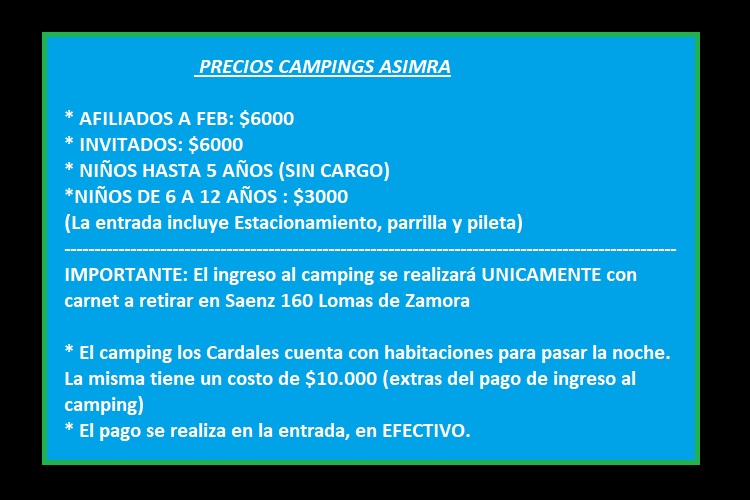 PRECIOS CAMPINGS ASIMRA
* AFILIADOS A FEB: $6000
* INVITADOS: $6000
* NIÑOS HASTA 5 AÑOS (SIN CARGO)
*NIÑOS DE 6 A 12 AÑOS : $3000
(La entrada incluye Estacionamiento, parrilla y pileta)
------------------------------------------------------------------------------------------------------
IMPORTANTE: El ingreso al camping se realizará UNICAMENTE con
carnet a retirar en Saenz 160 Lomas de Zamora
* El camping los Cardales cuenta con habitaciones para pasar la noche.
La misma tiene un costo de $10.000 (extras del pago de ingreso al
camping)
* El pago se realiza en la entrada, en EFECTIVO.